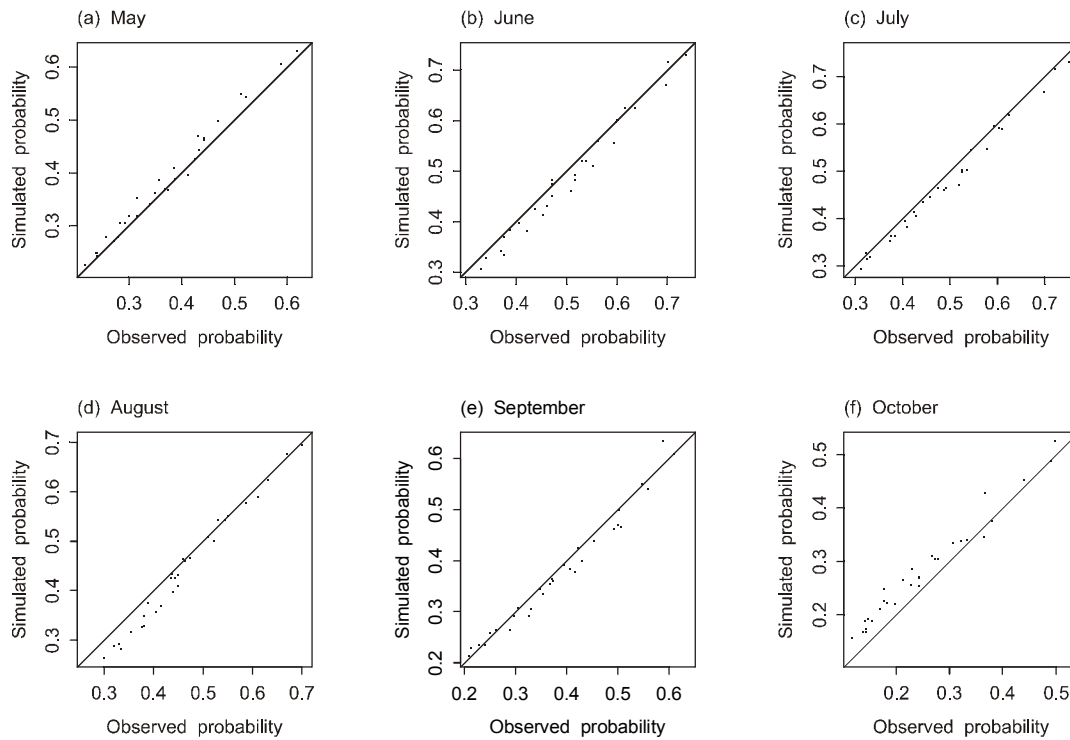 (a) May
Simulated probability
0.6
0.5
0.4
0.3
0.3 0.4 0.5 0.6
Observed probability
(b) June
Simulated probability
0.7
0.6
0.5
0.4
0.3
0.3 0.4 0.5 0.6 0.7
Observed probability
(c) July
Simulated probability
0.7
0.6
0.5
0.4
0.3
0.3 0.4 0.5 0.6 0.7
Observed probability
(d) August
Simulated probability
0.7
0.6
0.5
0.4
0.3
0.3 0.4 0.5 0.6 0.7
Observed probability
(e) September
Simulated probability
0.6
0.5
0.4
0.3
0.2
0.2 0.3 0.4 0.5 0.6
Observed probability
(f) October
Simulated probability
0.5
0.4
0.3
0.2
0.2 0.3 0.4 0.5
Observed probability